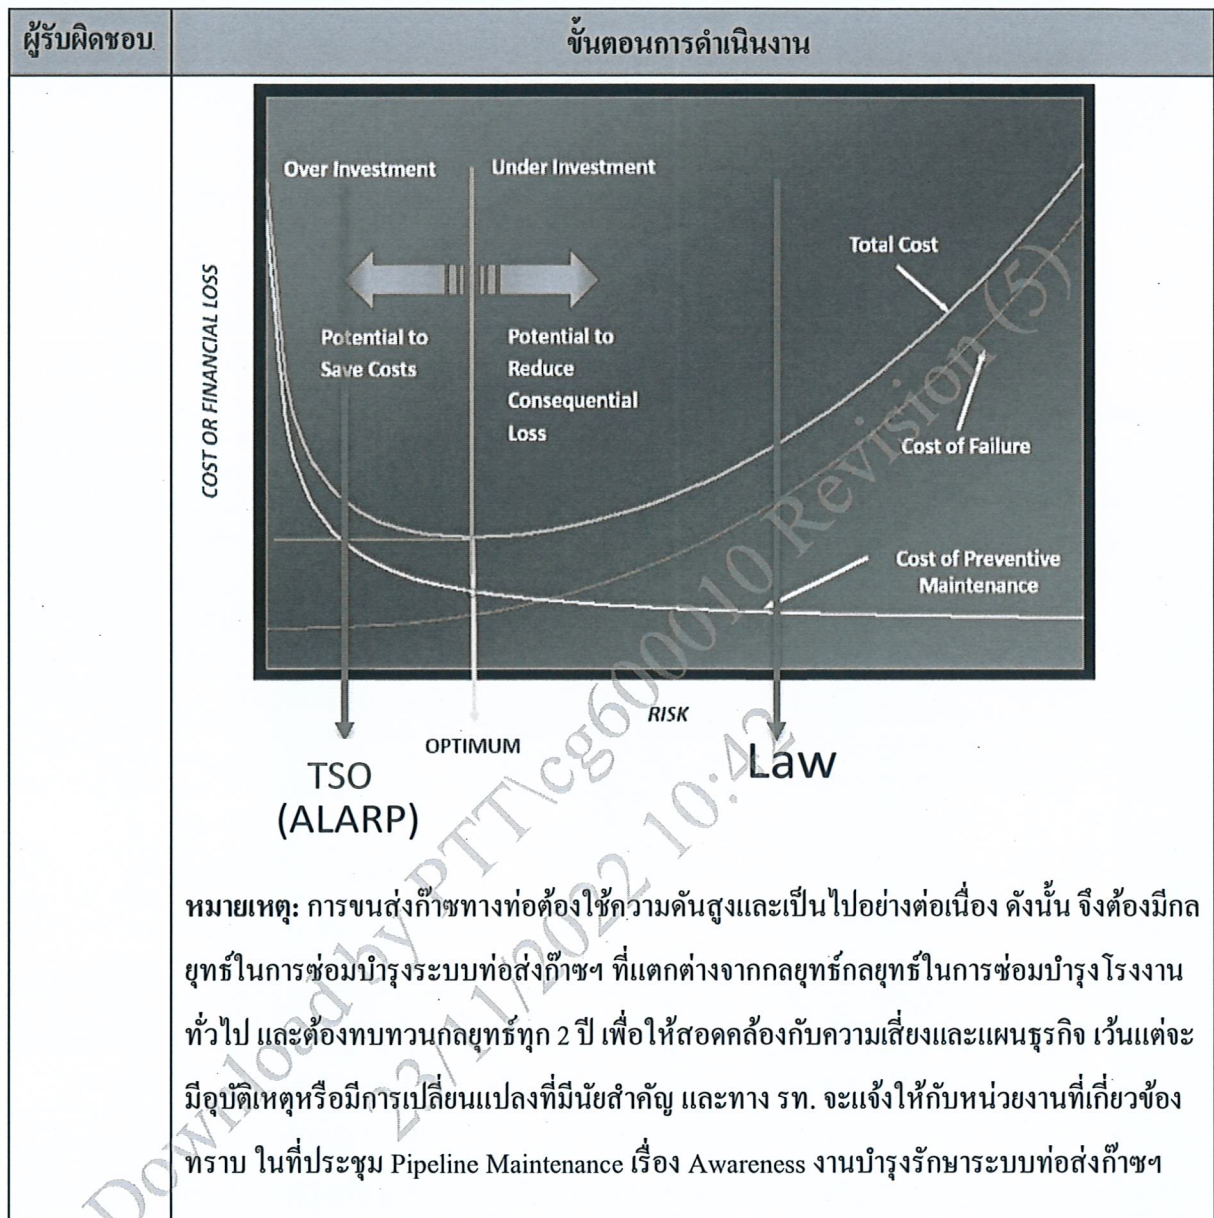 ผู้รับผิดชอบ
ขั้นตอนการดำเนินงาน
Over Investment
Under Investment
Total Cost
COST OR FINANCIAL LOSS
Potential to
Save Costs
Potential to
Reduce
Consequential
Loss
Cost of Failure
Cost of Preventive
Maintenance
RISK
OPTIMUM
Law
TSO
(ALARP)
หมายเหตุ: การขนส่งก๊าซทางท่อต้องใช้ความดันสูงและเป็นไปอย่างต่อเนื่อง ดังนั้น จึงต้องมีกล
ยุทธ์ในการซ่อมบำรุงระบบท่อส่งก๊าซฯ ที่แตกต่างจากกลยุทธ์กลยุทธ์ในการซ่อมบำรุงโรงงาน
ทั่วไป และต้องทบทวนกลยุทธ์ทุก 2 ปี เพื่อให้สอดคล้องกับความเสี่ยงและแผนธุรกิจ เว้นแต่จะ
มีอุบัติเหตุหรือมีการเปลี่ยนแปลงที่มีนัยสำคัญ และทาง รท. จะแจ้งให้กับหน่วยงานที่เกี่ยวข้อง
ทราบ ในที่ประชุม Pipeline Maintenance เรื่อง Awareness งานบำรุงรักษาระบบท่อส่งก๊าซฯ
Download by PTT\cg600010 Revision (5)
23/11/2022 10:42